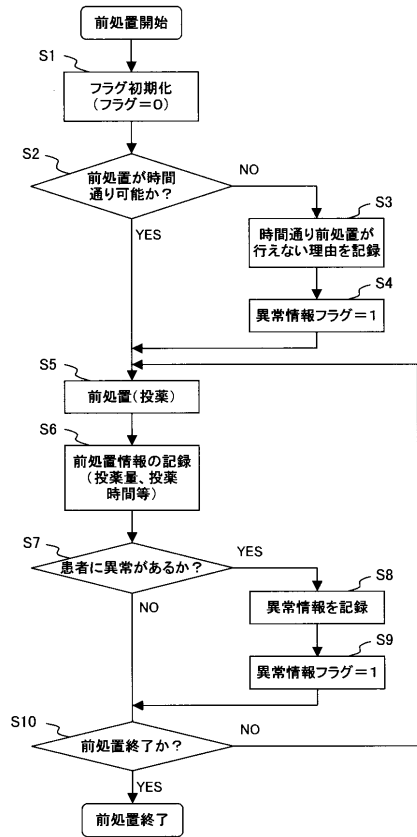 前処置開始
S1
フラグ初期化
(フラグ=0)
S2
前処置が時間
通り可能か?
NO
YES
S3
時間通り前処置が
行えない理由を記録
S4
異常情報フラグ=1
S5
前処置(投薬)
S6
前処置情報の記録
(投薬量、投薬
時間等)
S7
患者に異常があるか?
YES
NO
S8
異常情報を記録
S9
異常情報フラグ=1
S10
前処置終了か?
NO
YES
前処置終了